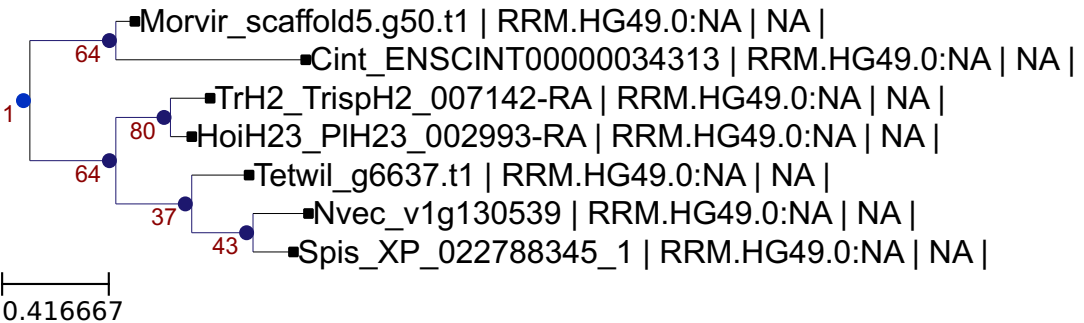 Morvir_scaffold5.g50.t1 | RRM.HG49.0:NA | NA |
64
Cint_ENSCINT00000034313 | RRM.HG49.0:NA | NA |
1
TrH2_TrispH2_007142-RA | RRM.HG49.0:NA | NA |
80
HoiH23_PlH23_002993-RA | RRM.HG49.0:NA | NA |
64
Tetwil_g6637.t1 | RRM.HG49.0:NA | NA |
37
Nvec_v1g130539 | RRM.HG49.0:NA | NA |
43
Spis_XP_022788345_1 | RRM.HG49.0:NA | NA |
0.416667